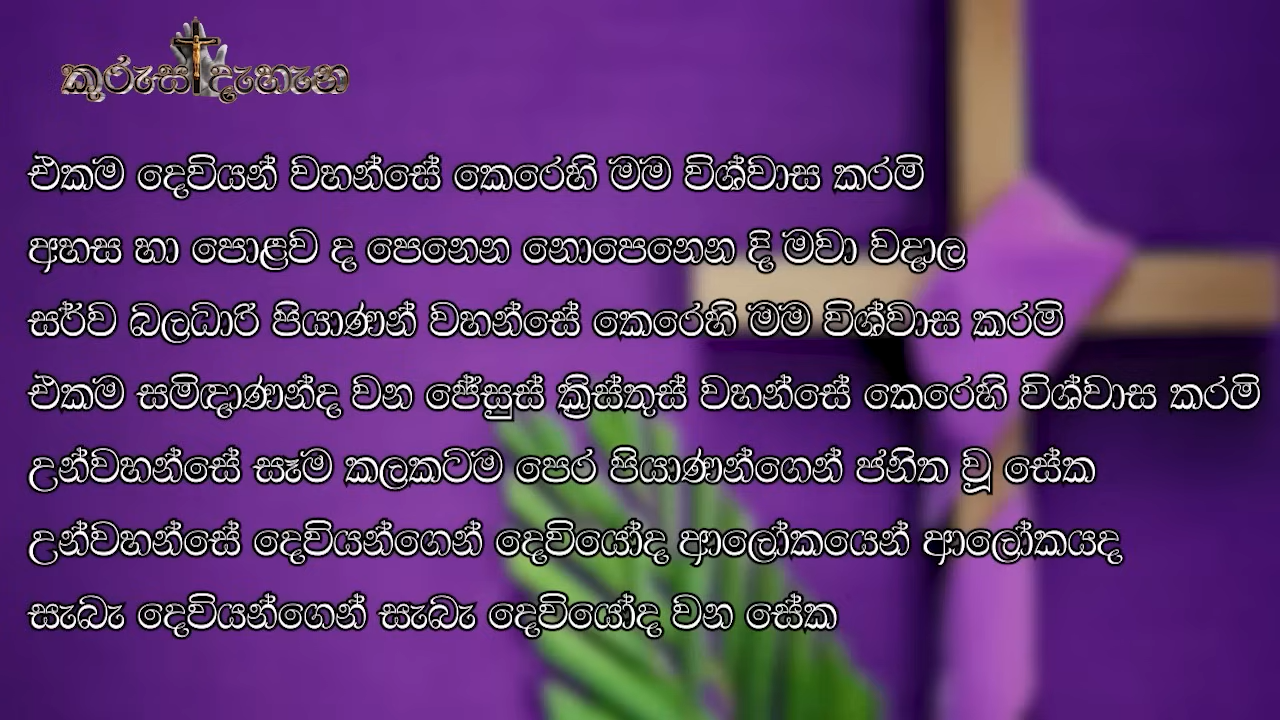 කුරුස දැහැන
එකම දෙවියන් වහන්සේ කෙරෙහි මම විශ්වාස කරමි
අහස හා පොළව ද පෙනෙන නොපෙනෙන දි මවා වදාල
සර්ව බලධාරි පියාණන් වහන්සේ කෙරෙහි මම විශ්වාස කරමි
එකම සමිඳාණන්ද වන ජේසුස් ක්‍රිස්තුස් වහන්සේ කෙරෙහි විශ්වාස කරමි
උන්වහන්සේ සෑම කලකටම පෙර පියාණන්ගෙන් ජනිත වූ සේක
උන්වහන්සේ දෙවියන්ගෙන් දෙවියෝද ආලෝකයෙන් ආලෝකයද
සැබෑ දෙවියන්ගෙන් සැබෑ දෙවියෝද වන සේක